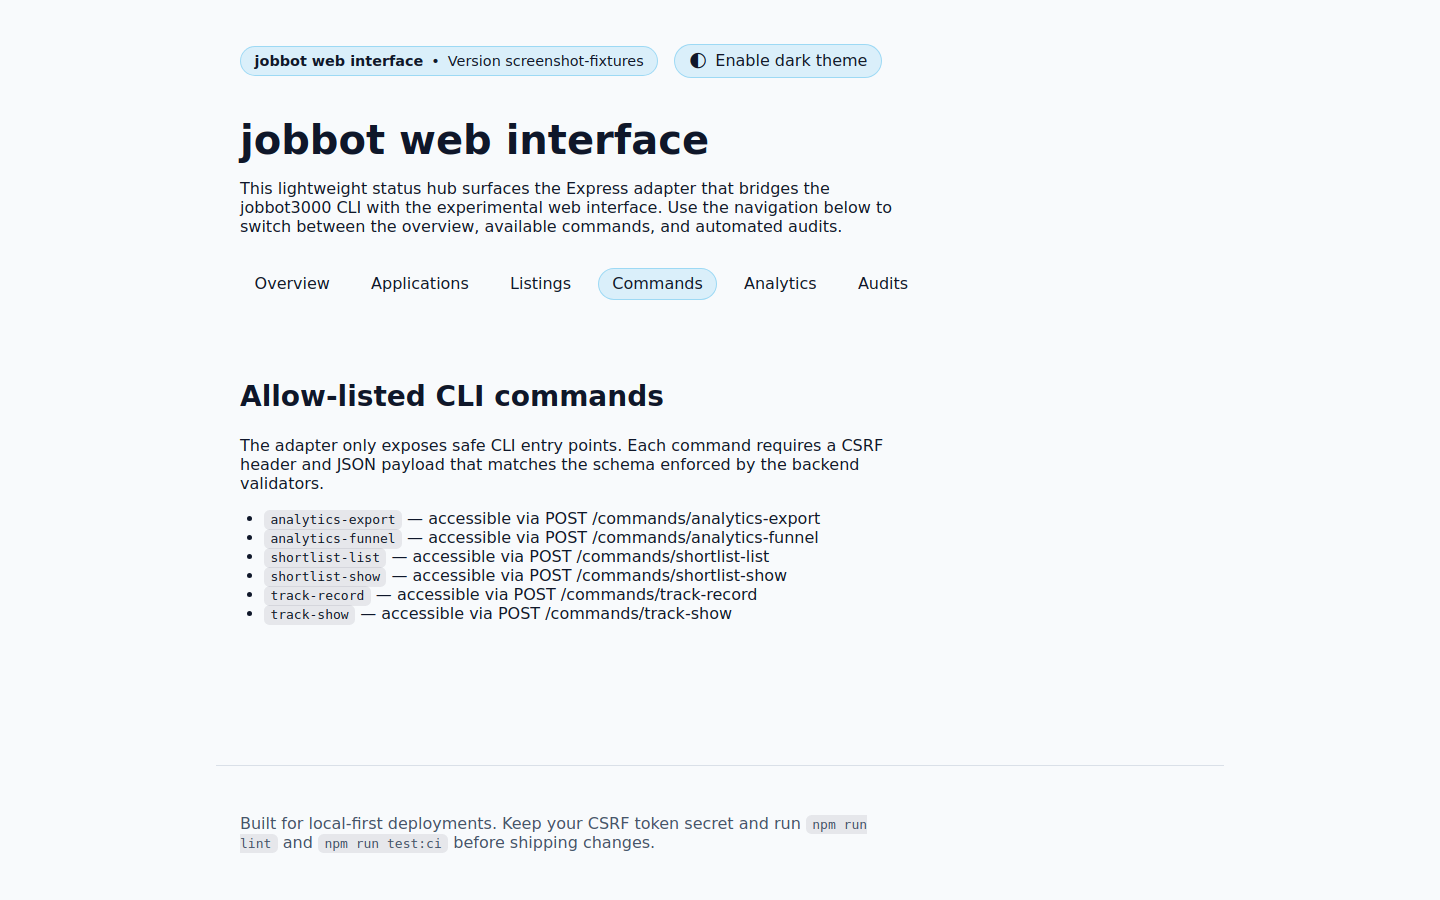 jobbot web interface • Version screenshot-fixtures
Enable dark theme
jobbot web interface
This lightweight status hub surfaces the Express adapter that bridges the
jobbot3000 CLI with the experimental web interface. Use the navigation below to
switch between the overview, available commands, and automated audits.
Overview Applications Listings Commands Analytics Audits
Allow-listed CLI commands
The adapter only exposes safe CLI entry points. Each command requires a CSRF
header and JSON payload that matches the schema enforced by the backend
validators.
• analytics-export — accessible via POST /commands/analytics-export
• analytics-funnel — accessible via POST /commands/analytics-funnel
• shortlist-list — accessible via POST /commands/shortlist-list
• shortlist-show — accessible via POST /commands/shortlist-show
• track-record — accessible via POST /commands/track-record
• track-show — accessible via POST /commands/track-show
Built for local-first deployments. Keep your CSRF token secret and run npm run
lint and npm run test:ci before shipping changes.